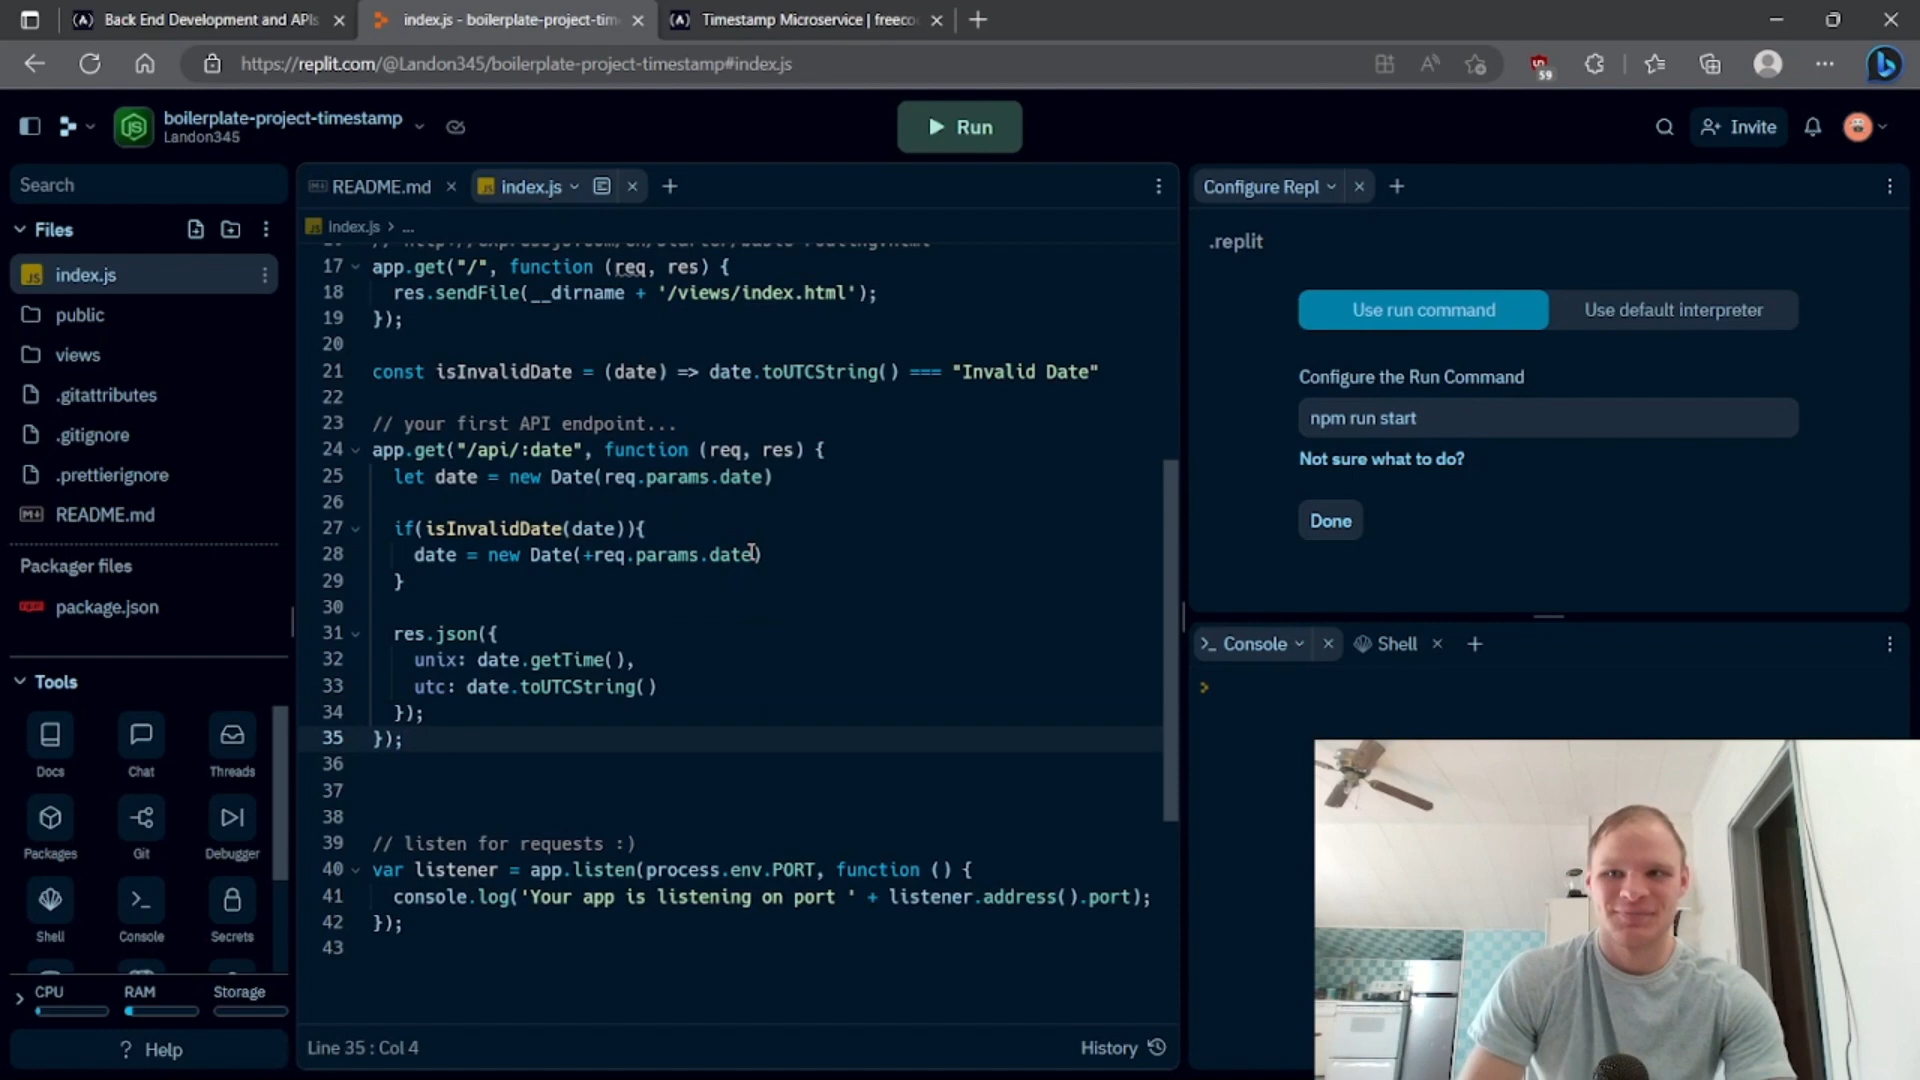 Back End Development and APIs
index.js - boilerplate-project-tim
Timestamp Microservice | freeco
https://replit.com/@Landon345/boilerplate-project-timestamp#index.js
59
boilerplate-project-timestamp
Landon345
Run
Invite
Search
Files
index.js
public
views
.gitattributes
.gitignore
.prettierignore
README.md
Packager files
package.json
Tools
Docs
Chat
Threads
Packages
Git
Debugger
Shell
Console
Secrets
CPU
RAM
Storage
? Help
README.md
index.js
index.js > ...
17 app.get("/", function (req, res) {
18 res.sendFile(__dirname + '/views/index.html');
19 });
20
21 const isInvalidDate = (date) => date.toUTCString() === "Invalid Date"
22
23 // your first API endpoint...
24 app.get("/api/:date", function (req, res) {
25 let date = new Date(req.params.date)
26
27 if(isInvalidDate(date)){
28 date = new Date(+req.params.date)
29 }
30
31 res.json({
32 unix: date.getTime(),
33 utc: date.toUTCString()
34 });
35 });
36
37
38
39 // listen for requests :)
40 var listener = app.listen(process.env.PORT, function () {
41 console.log('Your app is listening on port ' + listener.address().port);
42 });
43
Line 35 : Col 4
History
Configure Repl
.replit
Use run command
Use default interpreter
Configure the Run Command
npm run start
Not sure what to do?
Done
Console
Shell